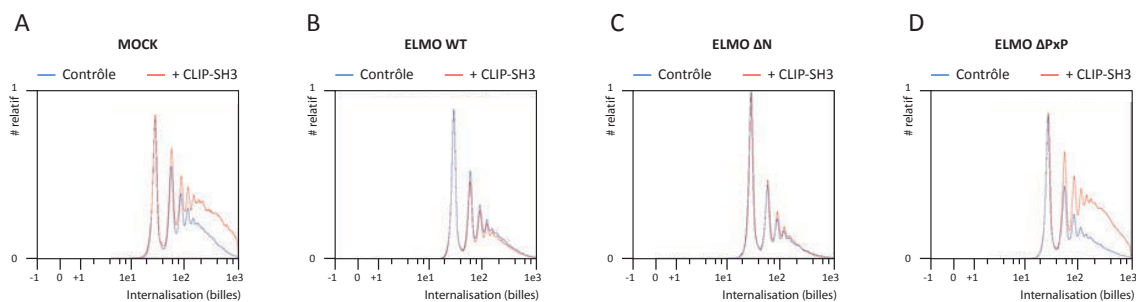 A
MOCK
Contrôle + CLIP-SH3
1
# relatif
0
-1 0 +1 1e1 1e2 1e3
Internalisation (billes)
B
ELMO WT
Contrôle + CLIP-SH3
1
# relatif
0
-1 0 +1 1e1 1e2 1e3
Internalisation (billes)
C
ELMO ΔN
Contrôle + CLIP-SH3
1
# relatif
0
-1 0 +1 1e1 1e2 1e3
Internalisation (billes)
D
ELMO ΔPxP
Contrôle + CLIP-SH3
1
# relatif
0
-1 0 +1 1e1 1e2 1e3
Internalisation (billes)